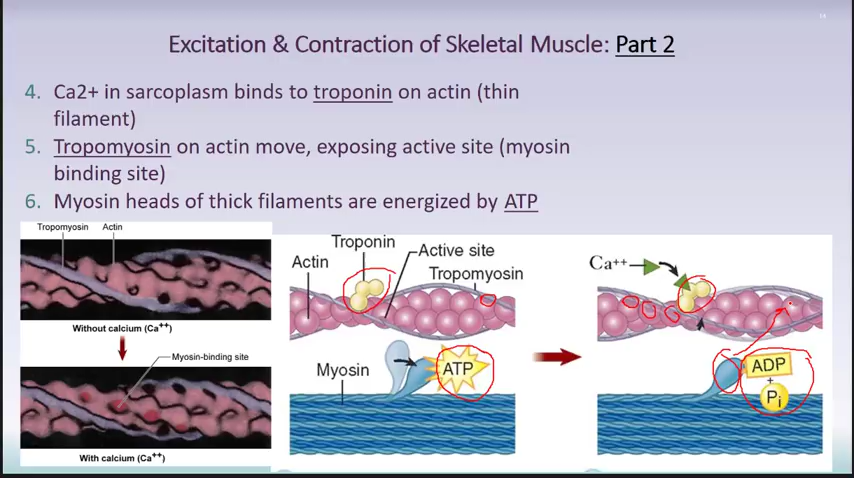 Excitation & Contraction of Skeletal Muscle: Part 2
4. Ca2+ in sarcoplasm binds to troponin on actin (thin
filament)
5. Tropomyosin on actin move, exposing active site (myosin
binding site)
6. Myosin heads of thick filaments are energized by ATP
Tropomyosin Actin
Without calcium (Ca++)
Myosin-binding site
With calcium (Ca++)
Troponin
Actin
Active site
Tropomyosin
Myosin
ATP
Ca++
ADP
+
Pi